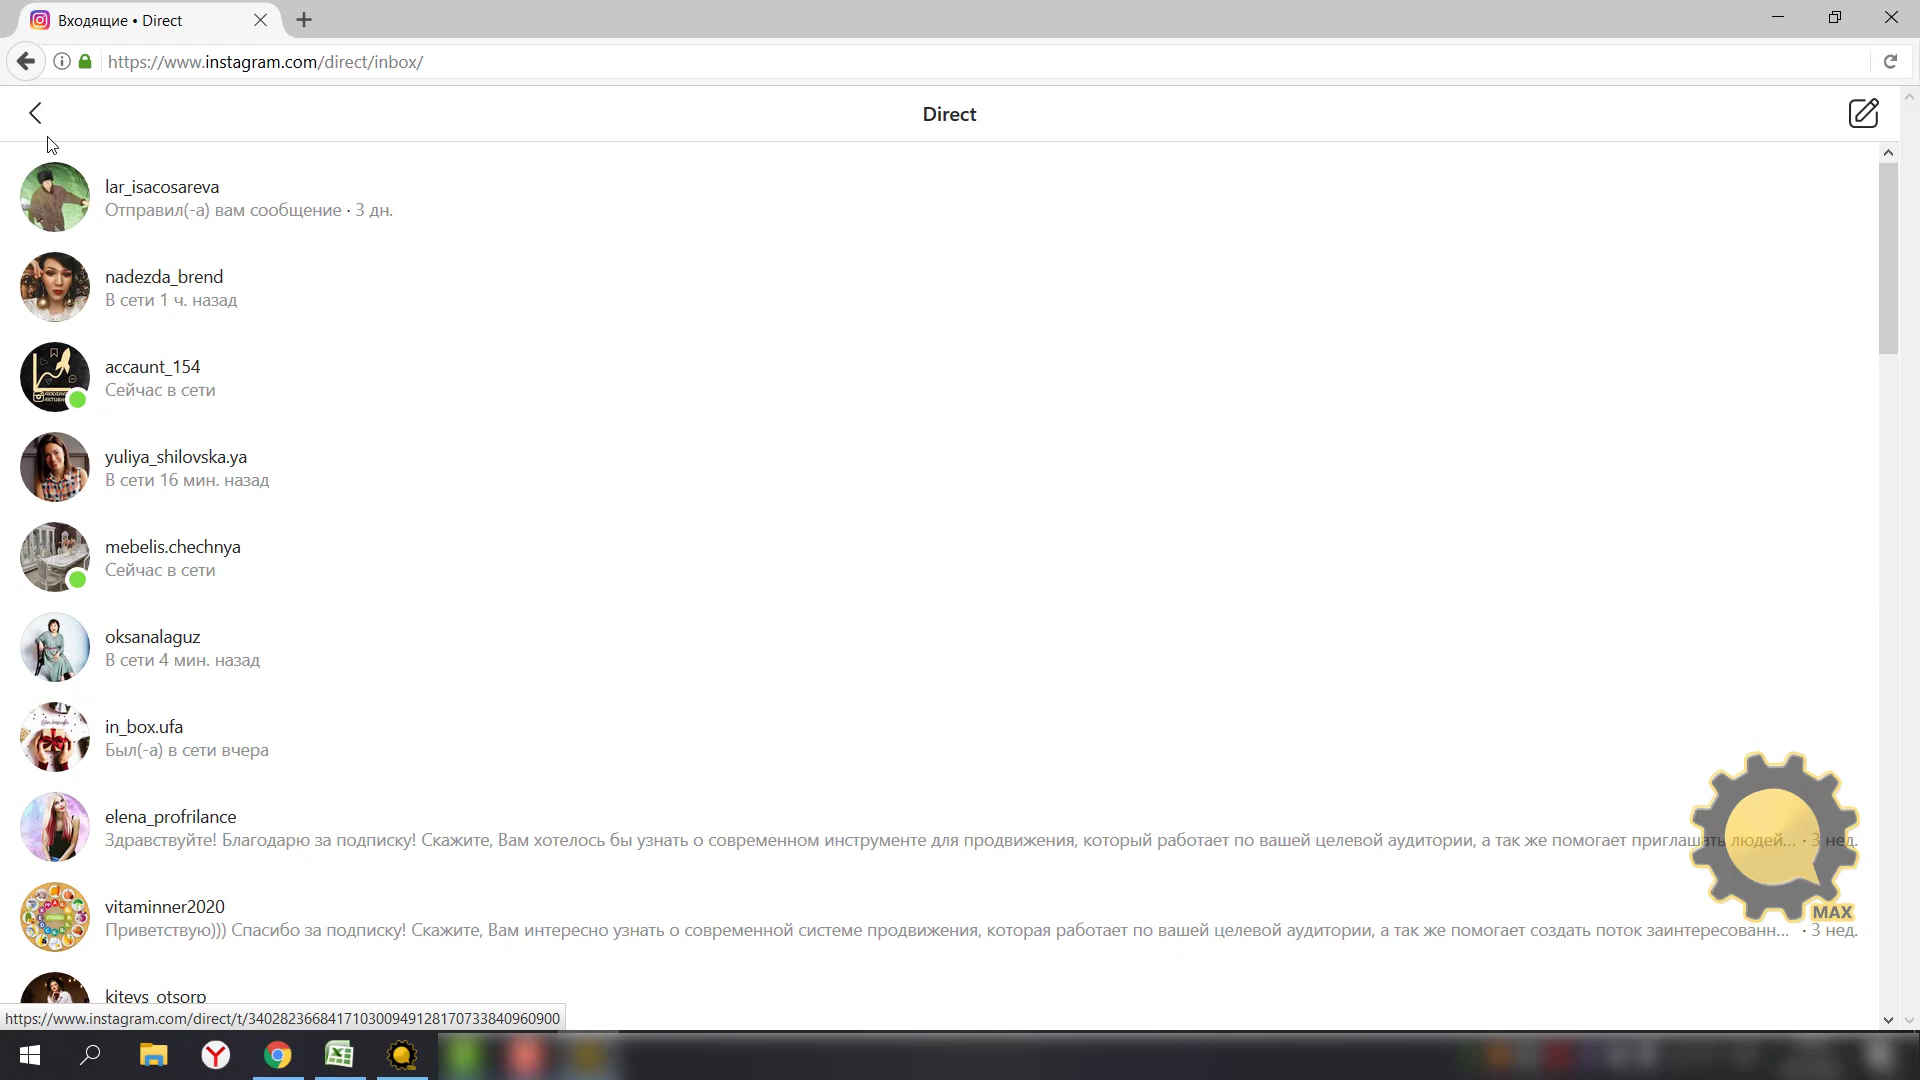 Входящие • Direct
https://www.instagram.com/direct/inbox/
Direct
lar_isacosareva
Отправил(-а) вам сообщение · 3 дн.
nadezda_brend
В сети 1 ч. назад
accaunt_154
Сейчас в сети
yuliya_shilovska.ya
В сети 16 мин. назад
mebelis.chechnya
Сейчас в сети
oksanalaguz
В сети 4 мин. назад
in_box.ufa
Был(-а) в сети вчера
elena_profrilance
Здравствуйте! Благодарю за подписку! Скажите, Вам хотелось бы узнать о современном инструменте для продвижения, который работает по вашей целевой аудитории, а так же помогает приглашать людей... · 3 нед.
vitaminner2020
Приветствую))) Спасибо за подписку! Скажите, Вам интересно узнать о современной системе продвижения, которая работает по вашей целевой аудитории, а так же помогает создать поток заинтересованн... · 3 нед.
MAX
kitevs_otsorp
https://www.instagram.com/direct/t/340282366841710300949128170733840960900